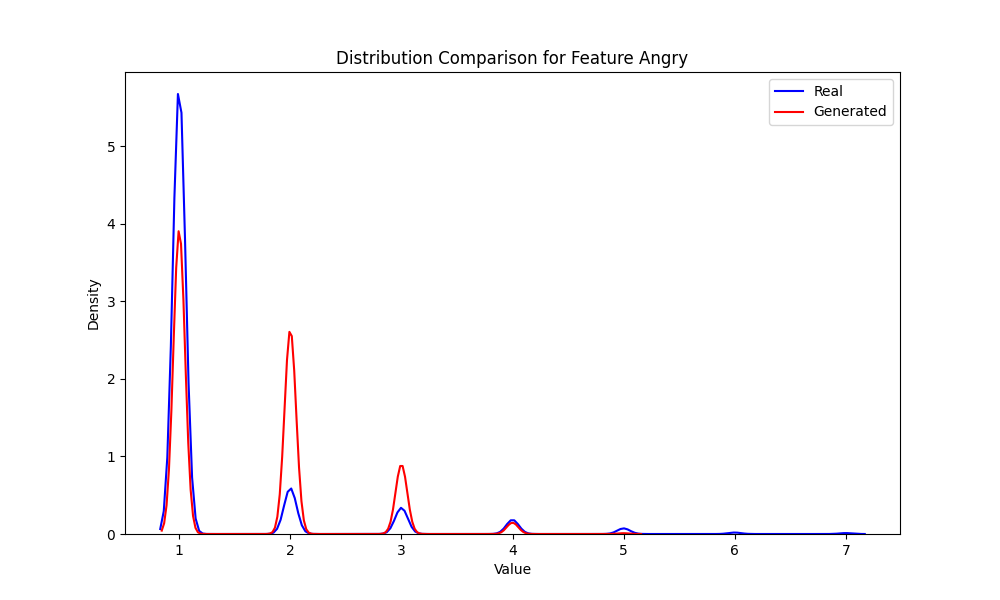 Distribution Comparison for Feature Angry
Real
Generated
Density
5
4
3
2
1
0
1 2 3 4 5 6 7
Value